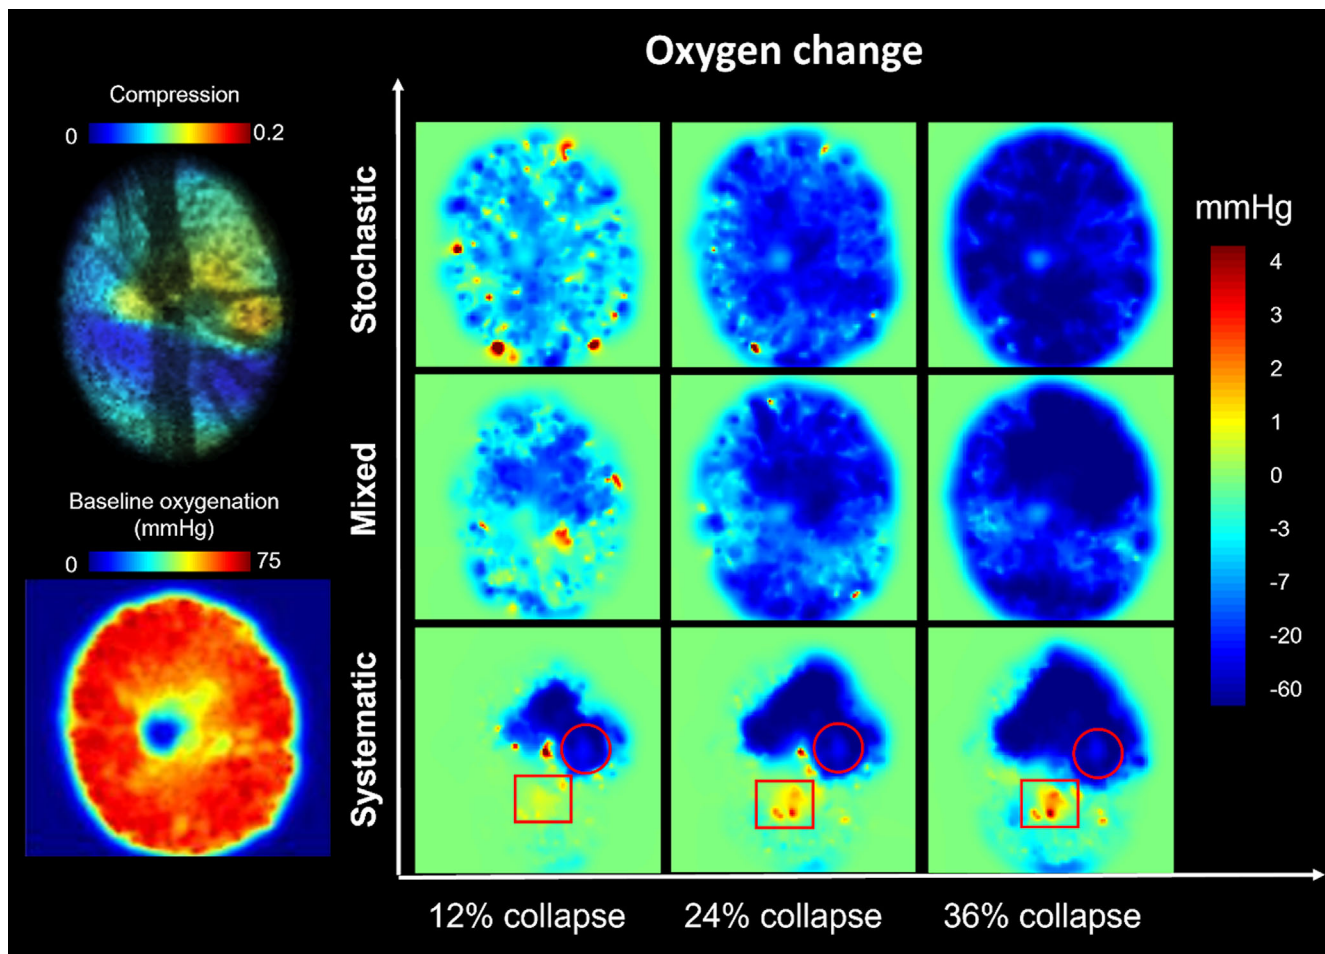 Oxygen change
Compression
0
0.2
Baseline oxygenation
(mmHg)
0
75
Stochastic
Mixed
Systematic
12% collapse
24% collapse
36% collapse
mmHg
4
3
2
1
0
-3
-7
-20
-60